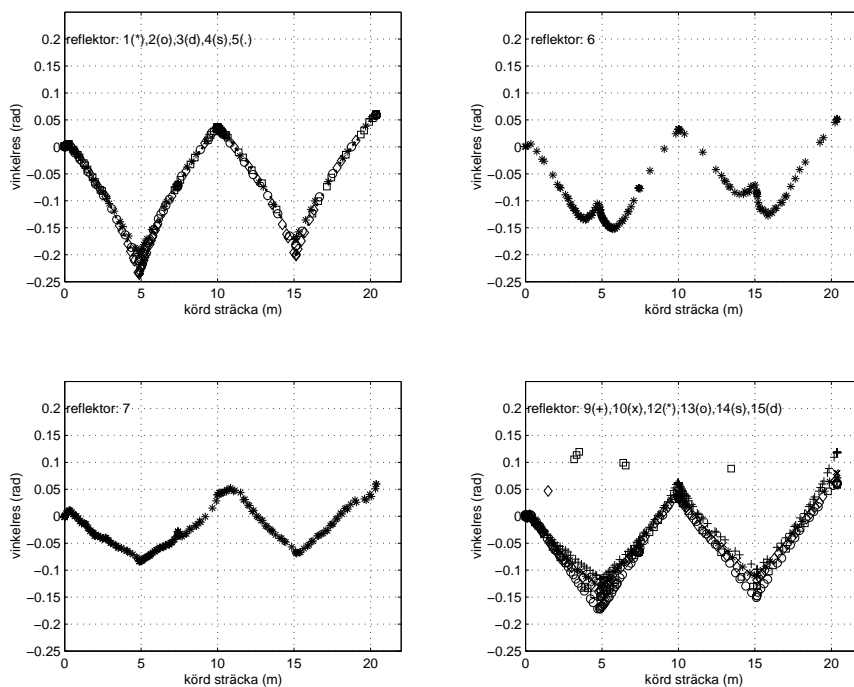 0.2
0.15
0.1
0.05
0
−0.05
−0.1
−0.15
−0.2
−0.25
vinkelres (rad)
reflektor: 1(*),2(o),3(d),4(s),5(.)
0 5 10 15 20
körd sträcka (m)
0.2
0.15
0.1
0.05
0
−0.05
−0.1
−0.15
−0.2
−0.25
vinkelres (rad)
reflektor: 6
0 5 10 15 20
körd sträcka (m)
0.2
0.15
0.1
0.05
0
−0.05
−0.1
−0.15
−0.2
−0.25
vinkelres (rad)
reflektor: 7
0 5 10 15 20
körd sträcka (m)
0.2
0.15
0.1
0.05
0
−0.05
−0.1
−0.15
−0.2
−0.25
vinkelres (rad)
reflektor: 9(+),10(x),12(*),13(o),14(s),15(d)
0 5 10 15 20
körd sträcka (m)